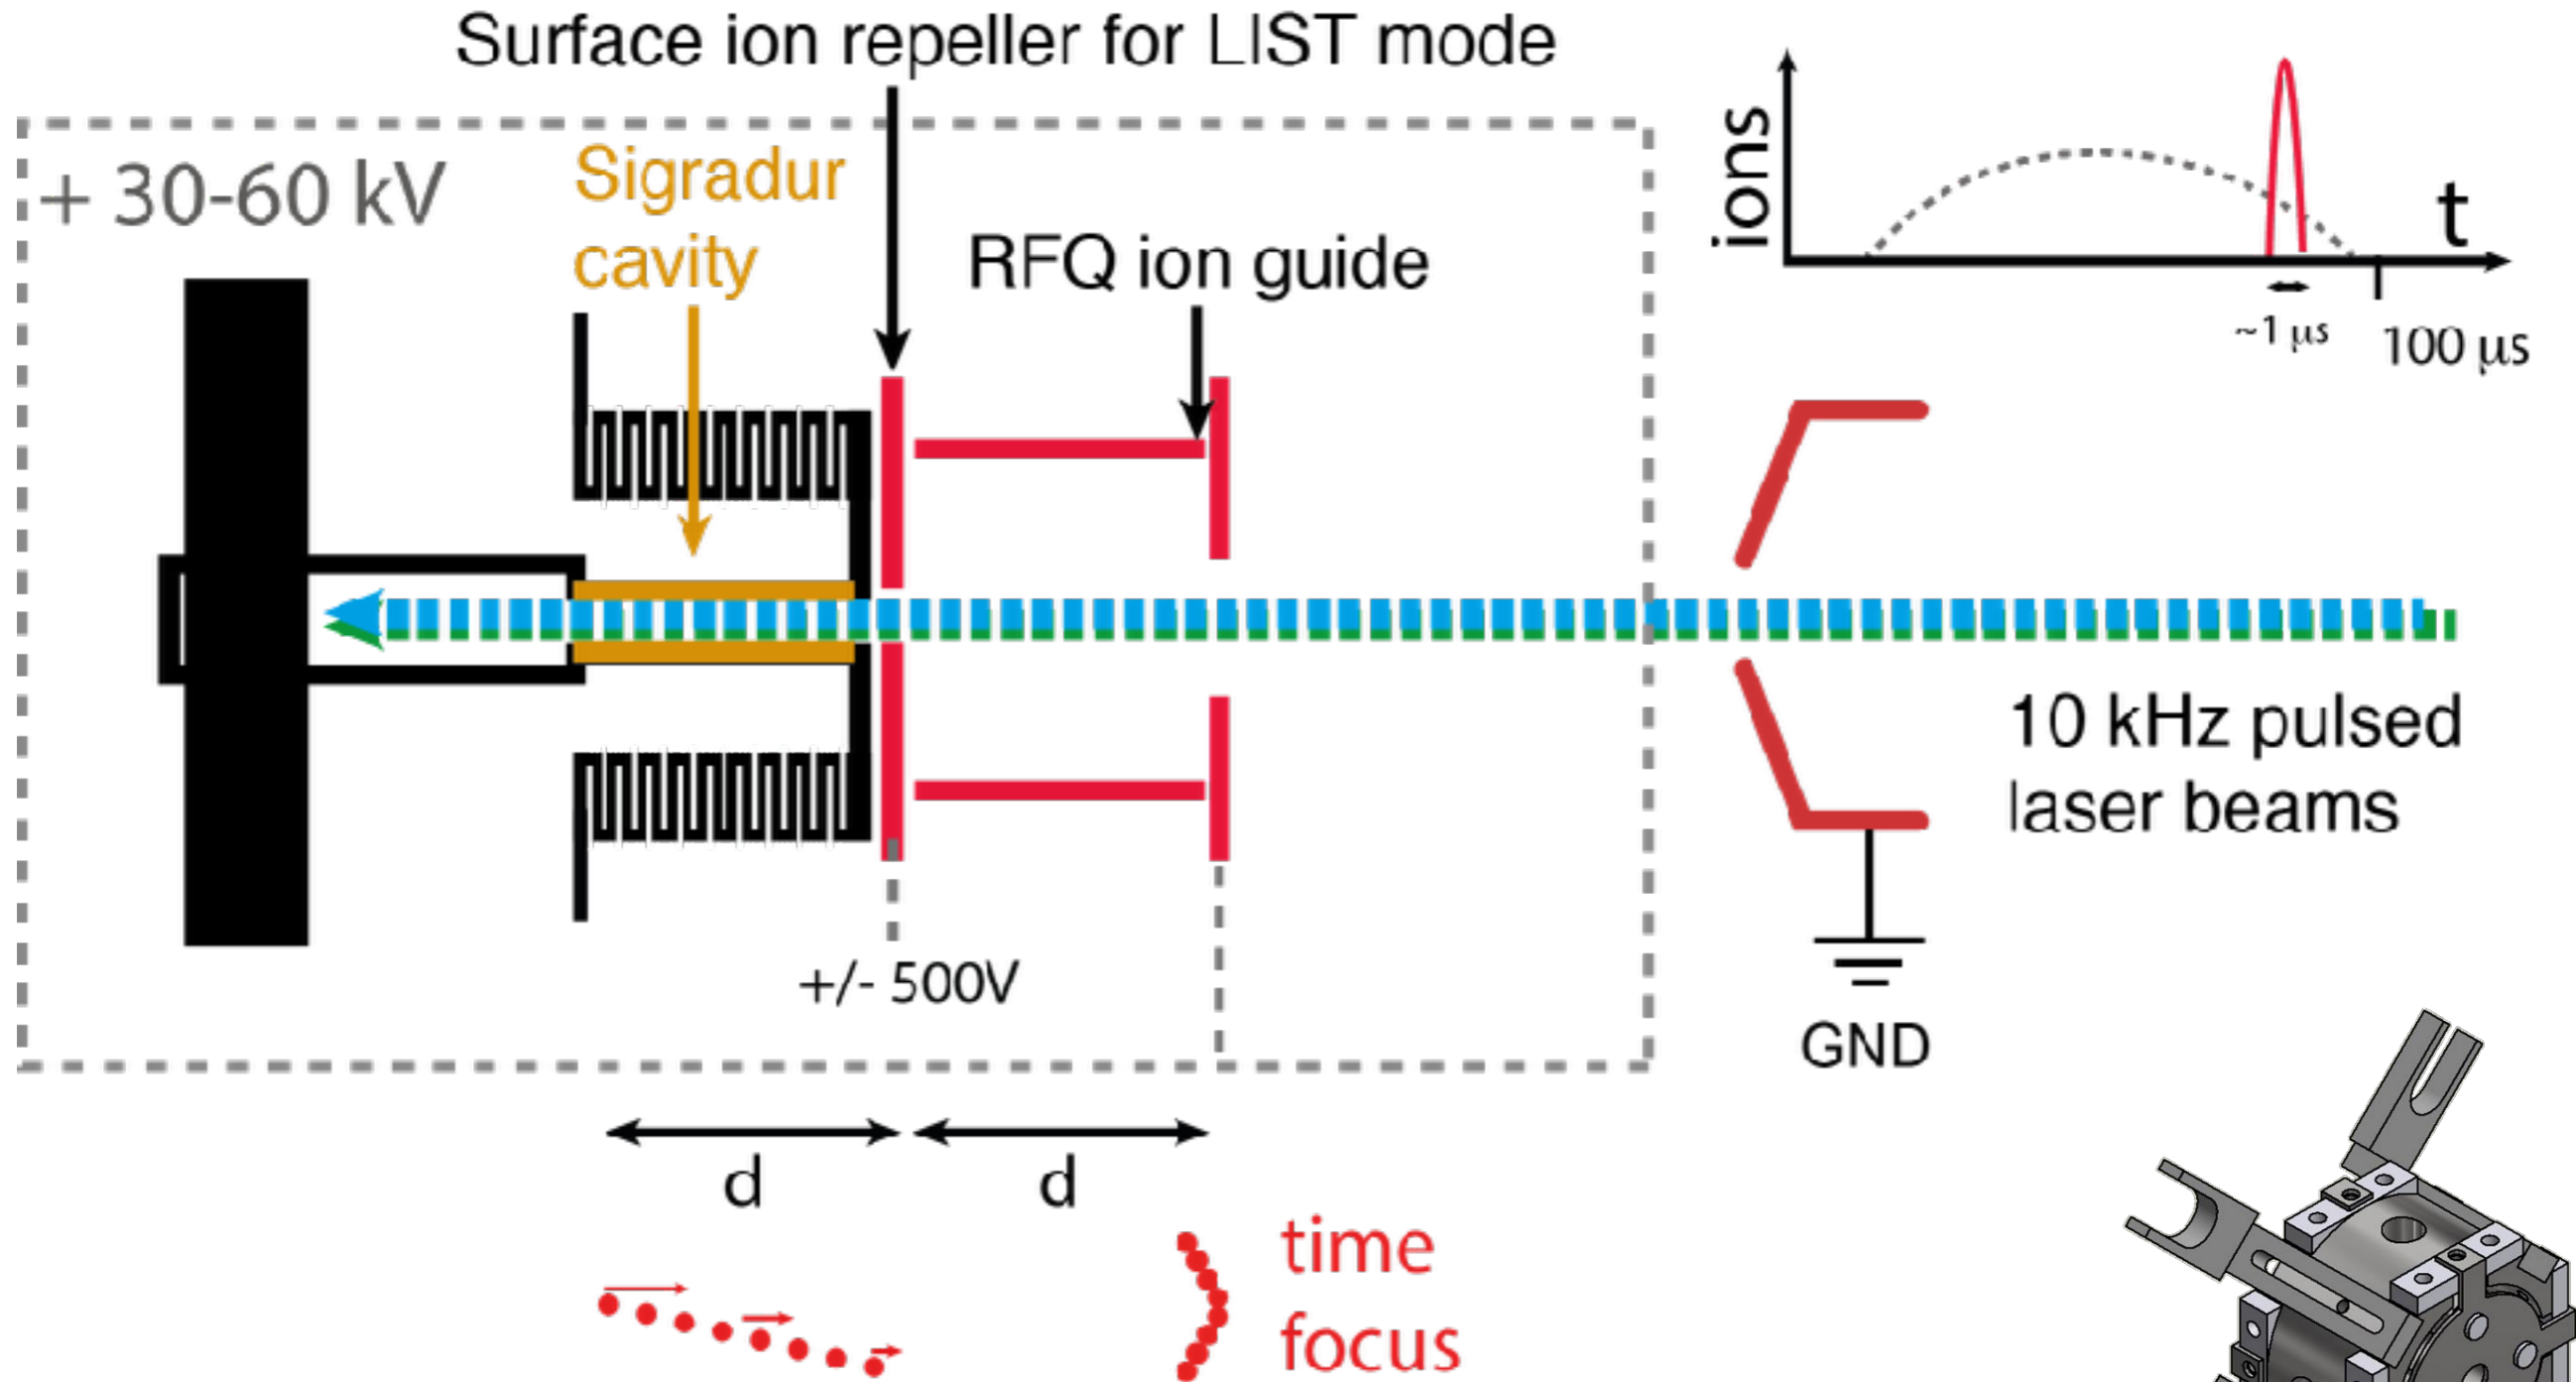 Surface ion repeller for LIST mode
+ 30-60 kV
Sigradur
cavity
RFQ ion guide
ions
t
~1 µs
100 µs
10 kHz pulsed
laser beams
+/- 500V
GND
d
d
time
focus